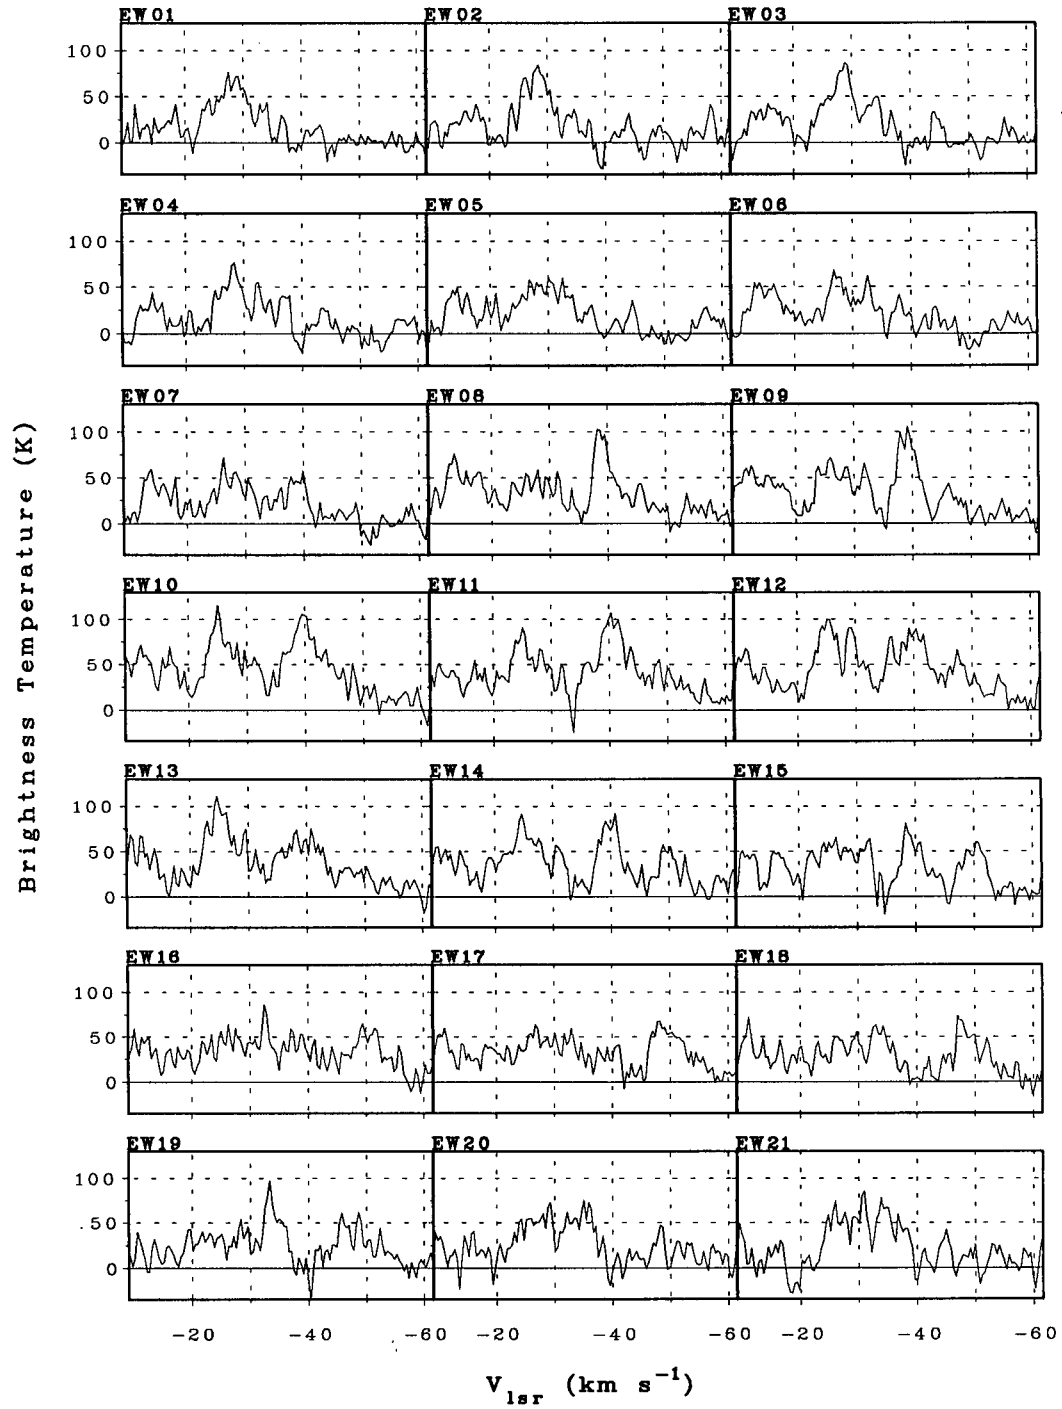 EW01 EW02 EW03
100
50
0
EW04 EW05 EW06
100
50
0
EW07 EW08 EW09
100
50
0
EW10 EW11 EW12
100
50
0
EW13 EW14 EW15
100
50
0
EW16 EW17 EW18
100
50
0
EW19 EW20 EW21
100
50
0
-20 -40 -60 -20 -40 -60 -20 -40 -60
Brightness Temperature (K)
V_lsr (km s⁻¹)